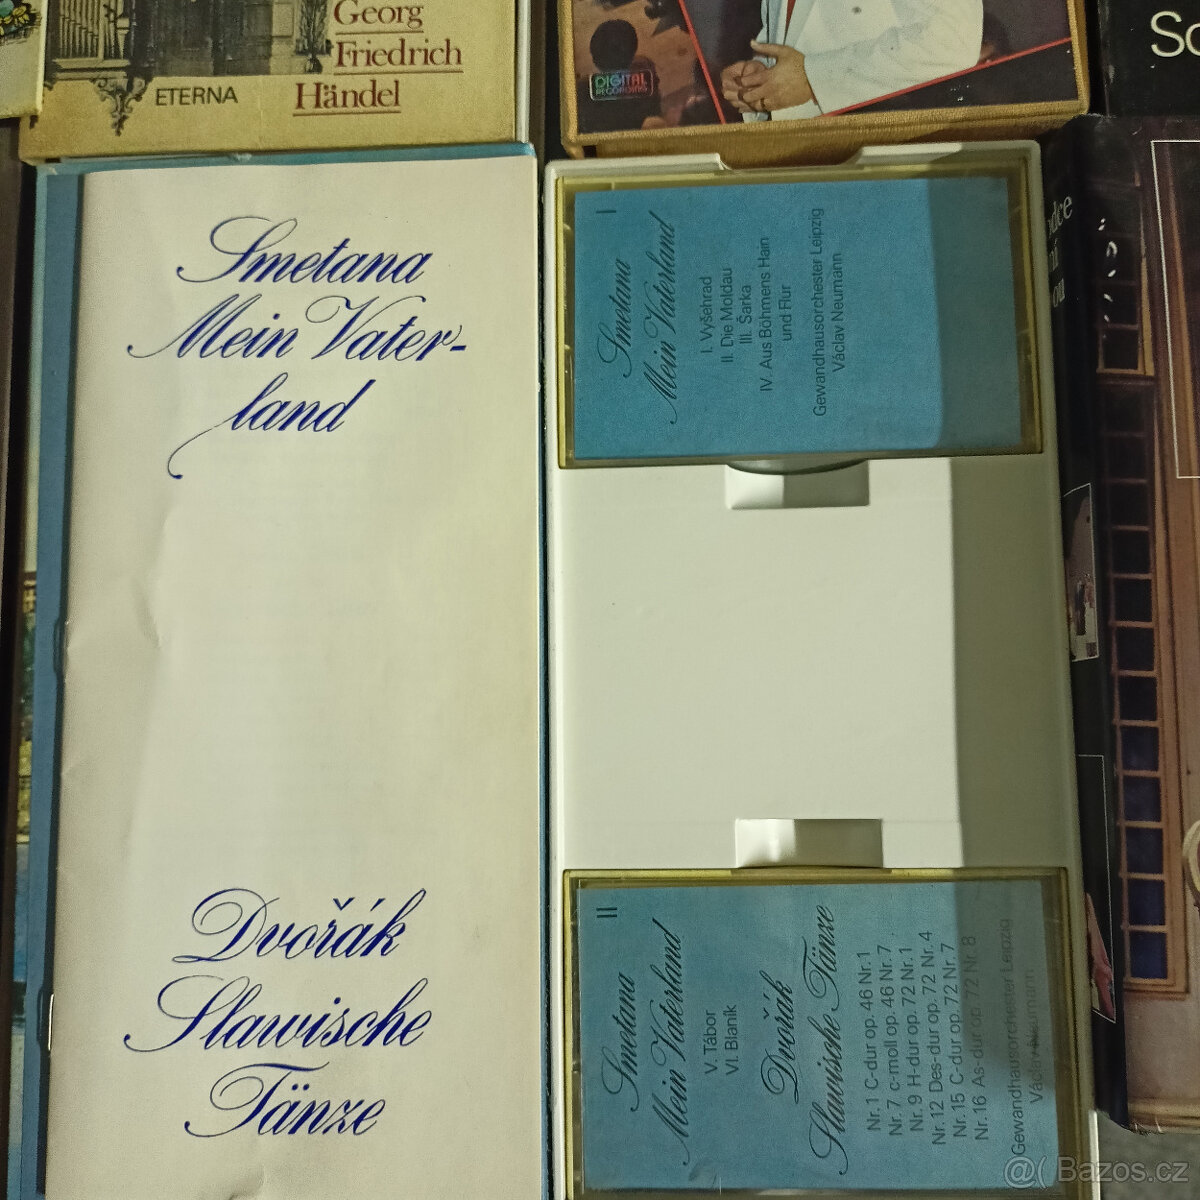 Georg
Friedrich
Händel
ETERNA
DIGITAL
RECORDING
Sc
Smetana
Mein Vater-
land
Dvořák
Slawische
Tänze
I
Smetana
Mein Vaterland
I. Vyšehrad
II. Die Moldau
III. Šarka
IV. Aus Böhmens Hain
und Flur
Gewandhausorchester Leipzig
Václav Neumann
II
Smetana
Mein Vaterland
V. Tábor
VI. Blaník
Dvořák
Slawische Tänze
Nr. 1 C-dur op. 46 Nr. 1
Nr. 7 c-moll op. 46 Nr. 7
Nr. 9 H-dur op. 72 Nr. 1
Nr. 12 Des-dur op. 72 Nr. 4
Nr. 15 C-dur op. 72 Nr. 7
Nr. 16 As-dur op. 72 Nr. 8
Gewandhausorchester Leipzig
Václav Neumann
@( Bazos.cz